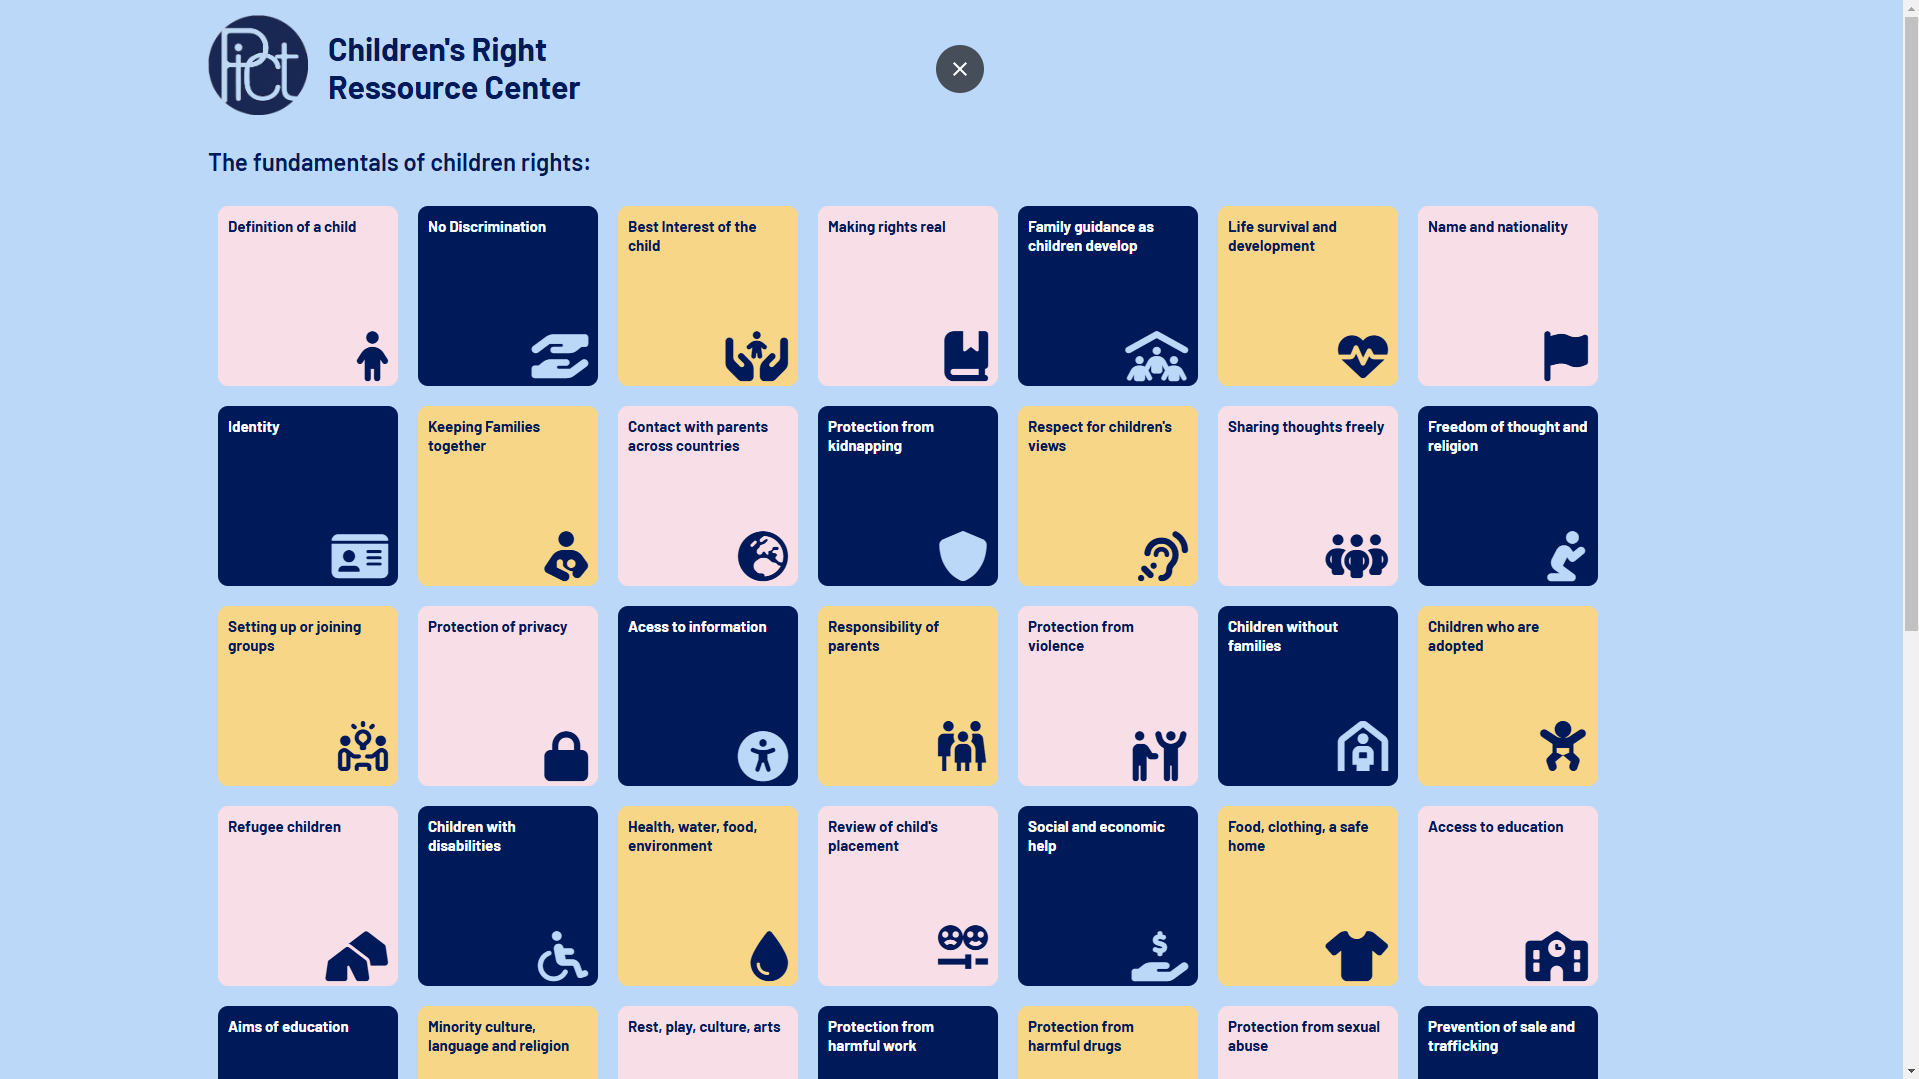 Pict
Children's Right
Ressource Center
The fundamentals of children rights:
Definition of a child
No Discrimination
Best Interest of the
child
Making rights real
Family guidance as
children develop
Life survival and
development
Name and nationality
Identity
Keeping Families
together
Contact with parents
across countries
Protection from
kidnapping
Respect for children's
views
Sharing thoughts freely
Freedom of thought and
religion
Setting up or joining
groups
Protection of privacy
Acess to information
Responsibility of
parents
Protection from
violence
Children without
families
Children who are
adopted
Refugee children
Children with
disabilities
Health, water, food,
environment
Review of child's
placement
Social and economic
help
$
Food, clothing, a safe
home
Access to education
Aims of education
Minority culture,
language and religion
Rest, play, culture, arts
Protection from
harmful work
Protection from
harmful drugs
Protection from sexual
abuse
Prevention of sale and
trafficking